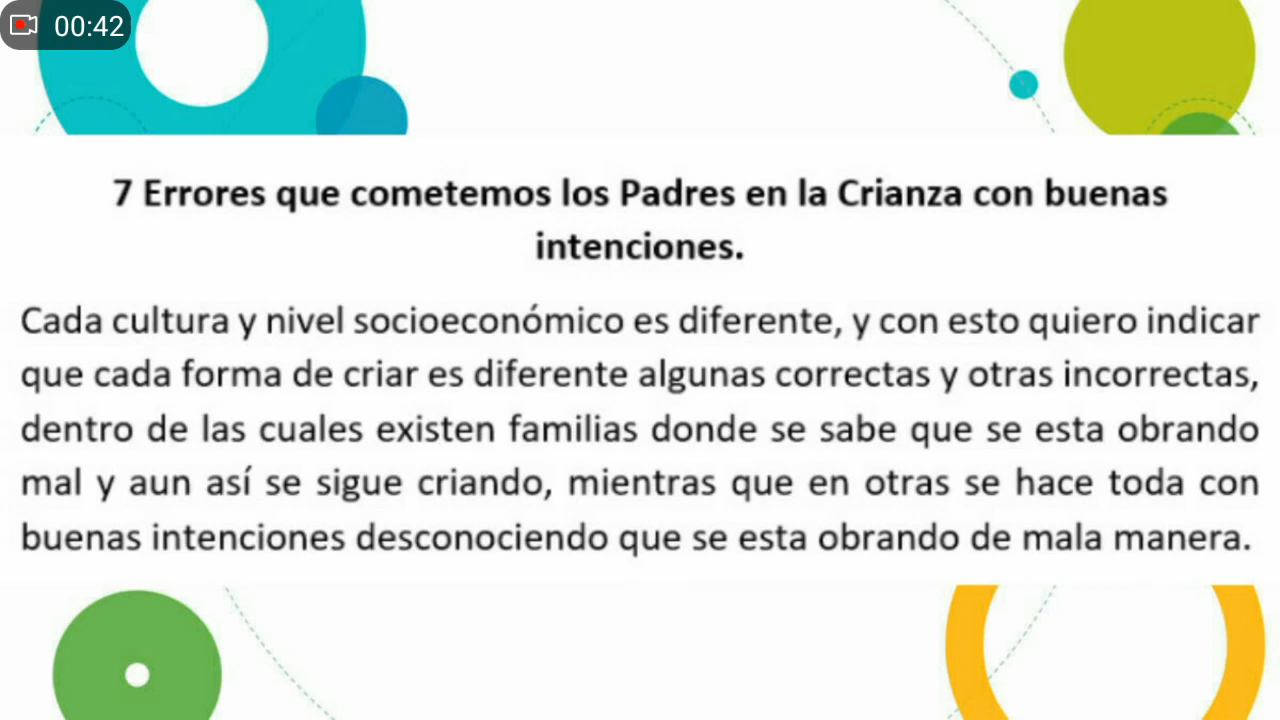 00:42
7 Errores que cometemos los Padres en la Crianza con buenas
intenciones.
Cada cultura y nivel socioeconómico es diferente, y con esto quiero indicar
que cada forma de criar es diferente algunas correctas y otras incorrectas,
dentro de las cuales existen familias donde se sabe que se esta obrando
mal y aun así se sigue criando, mientras que en otras se hace toda con
buenas intenciones desconociendo que se esta obrando de mala manera.